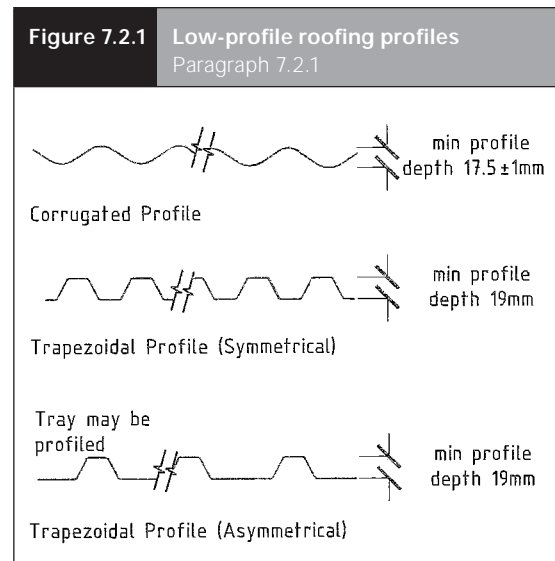 Figure 7.2.1
Low-profile roofing profiles
Paragraph 7.2.1
min profile
depth 17.5±1mm
Corrugated Profile
min profile
depth 19mm
Trapezoidal Profile (Symmetrical)
Tray may be
profiled
min profile
depth 19mm
Trapezoidal Profile (Asymmetrical)